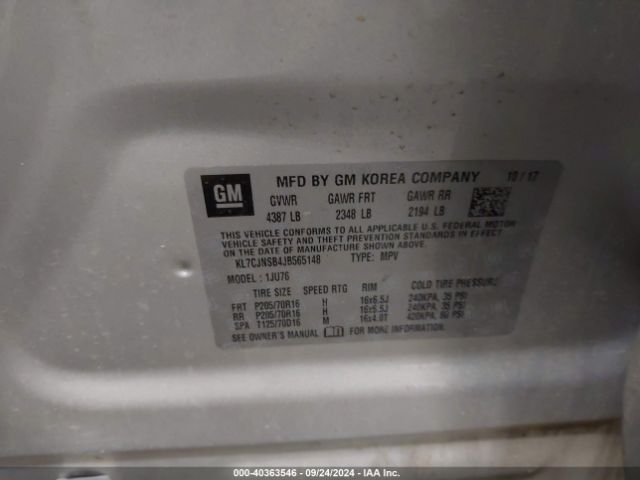 GM
MFD BY GM KOREA COMPANY 10 / 17
GVWR GAWR FRT GAWR RR
4387 LB 2348 LB 2194 LB
THIS VEHICLE CONFORMS TO ALL APPLICABLE U.S. FEDERAL MOTOR
VEHICLE SAFETY AND THEFT PREVENTION STANDARDS IN EFFECT
ON THE DATE OF MANUFACTURE SHOWN ABOVE.
KL7CJNSB4JB565148 TYPE: MPV
MODEL : 1JU76
TIRE SIZE SPEED RTG RIM COLD TIRE PRESSURE
FRT P205/70R16 H 16x6.5J 240KPA, 35 PSI
RR P205/70R16 H 16x6.5J 240KPA, 35 PSI
SPA T125/70D16 M 16x4.0T 420KPA, 60 PSI
SEE OWNER'S MANUAL FOR MORE INFORMATION.
000-40363546 - 09/24/2024 - IAA Inc.